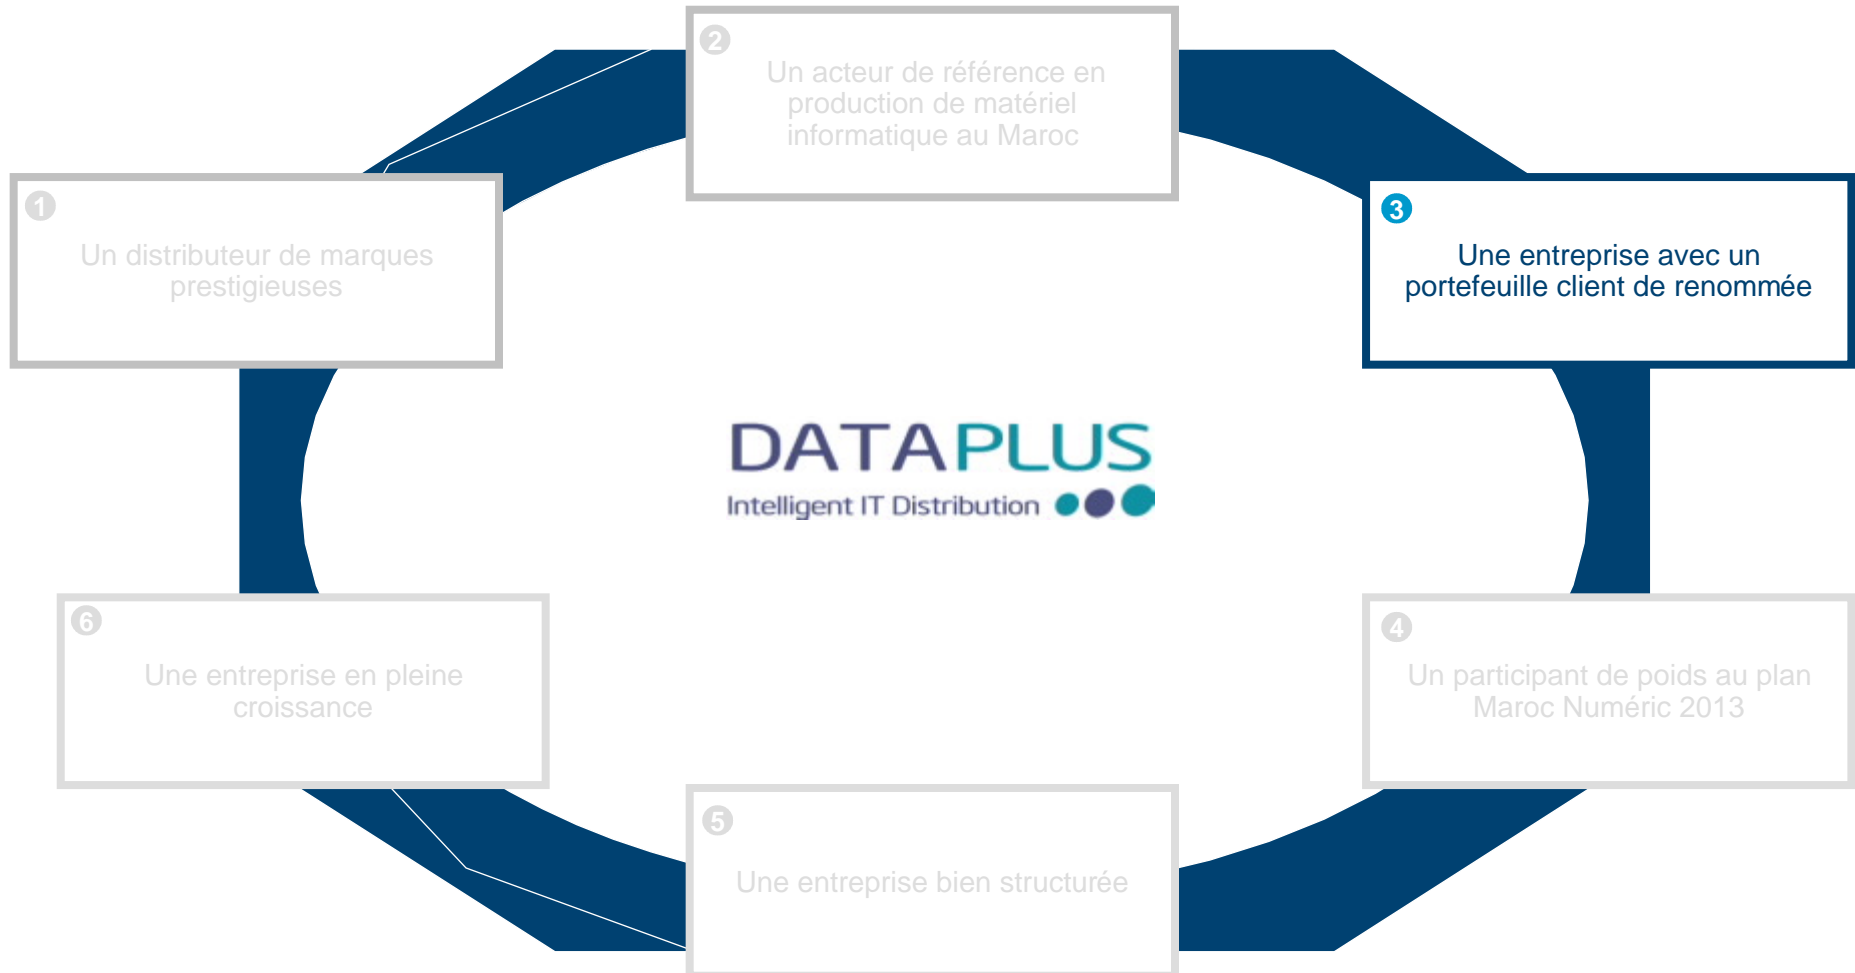 1
Un distributeur de marques
prestigieuses
2
Un acteur de référence en
production de matériel
informatique au Maroc
3
Une entreprise avec un
portefeuille client de renommée
DATAPLUS
Intelligent IT Distribution
4
Un participant de poids au plan
Maroc Numéric 2013
5
Une entreprise bien structurée
6
Une entreprise en pleine
croissance